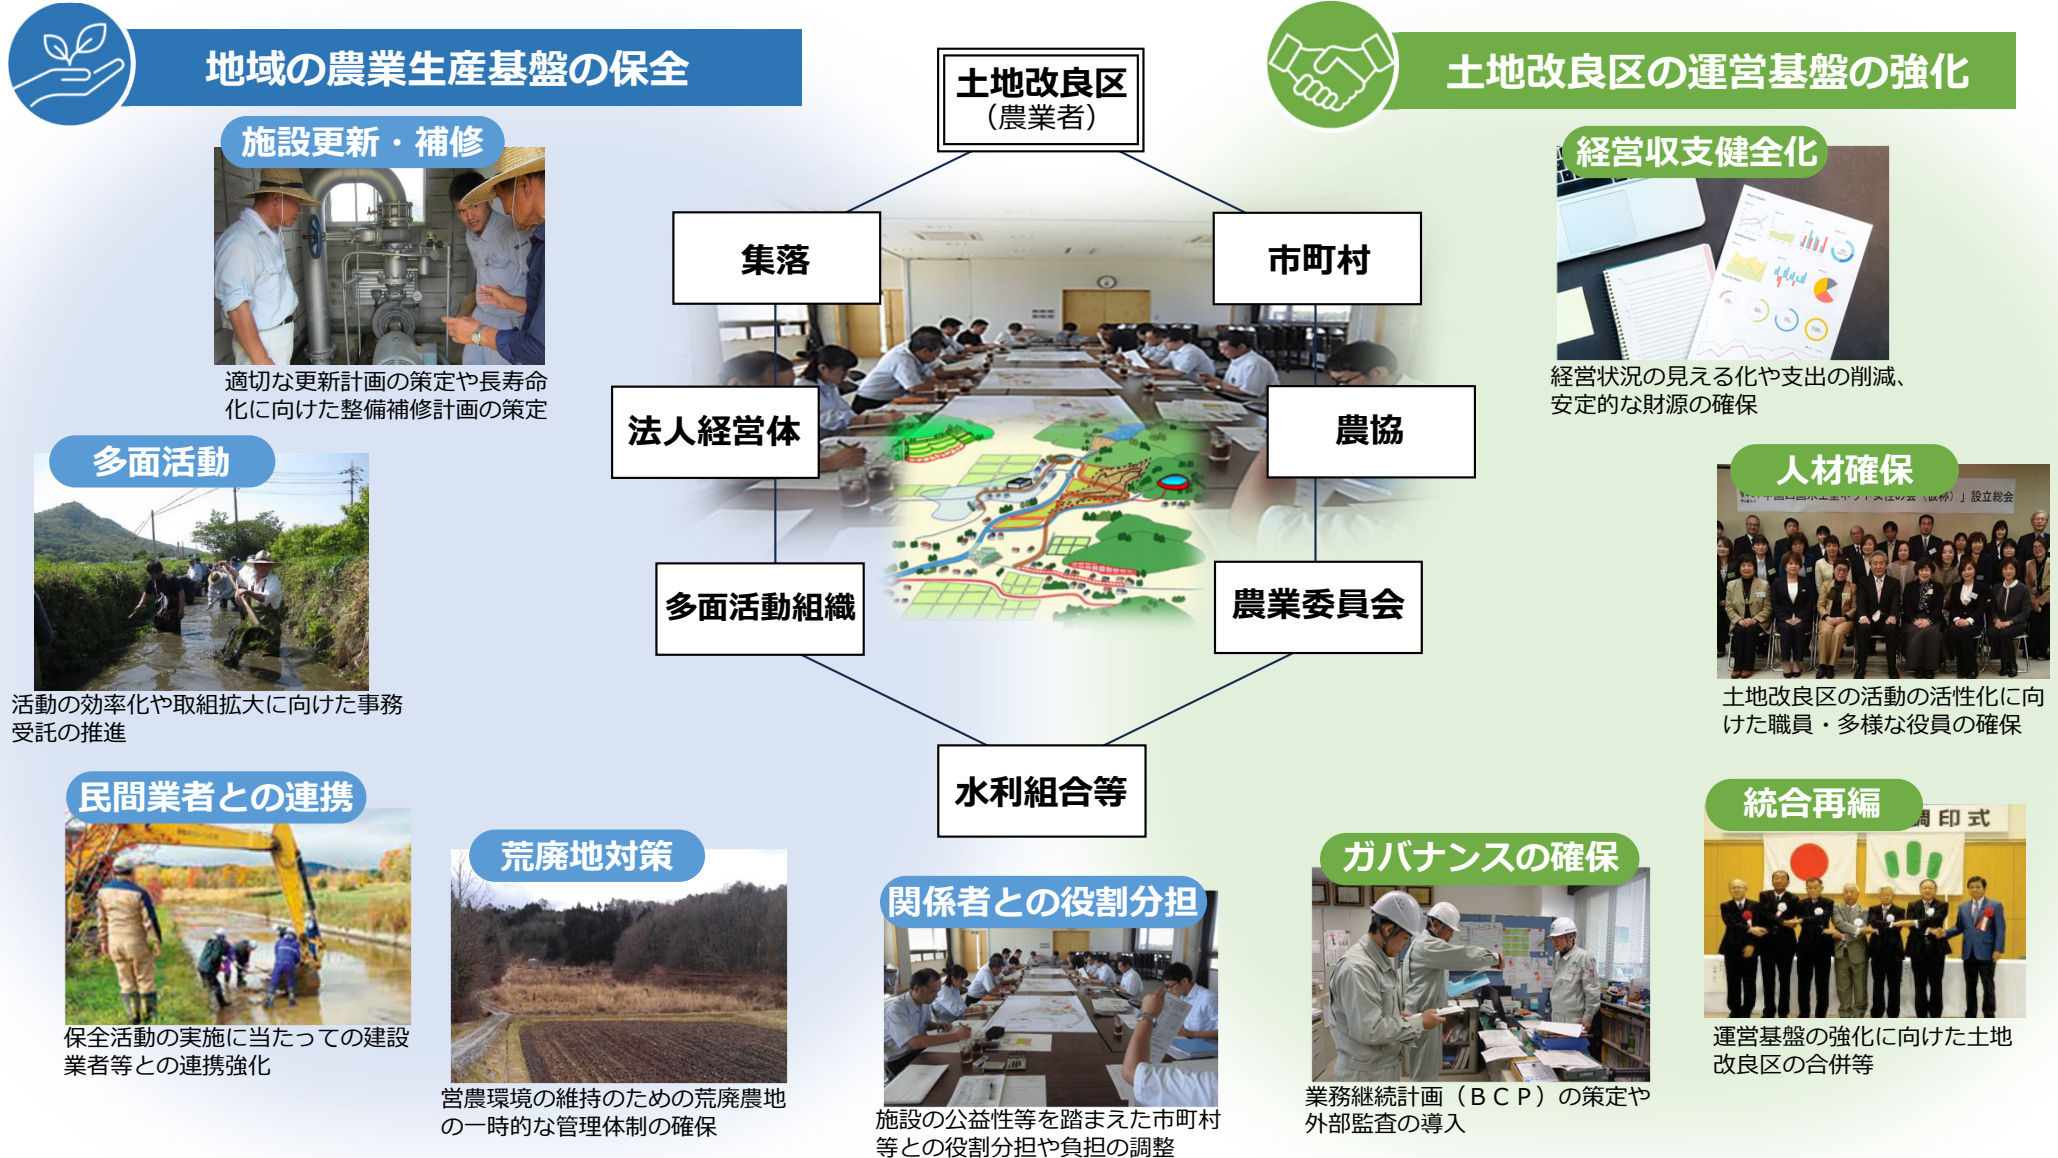 地域の農業生産基盤の保全
土地改良区の運営基盤の強化
土地改良区
（農業者）
集落
市町村
法人経営体
農協
多面活動組織
農業委員会
水利組合等
施設更新・補修
適切な更新計画の策定や長寿命
化に向けた整備補修計画の策定
多面活動
活動の効率化や取組拡大に向けた事務
受託の推進
民間業者との連携
保全活動の実施に当たっての建設
業者等との連携強化
荒廃地対策
営農環境の維持のための荒廃農地
の一時的な管理体制の確保
関係者との役割分担
施設の公益性等を踏まえた市町村
等との役割分担や負担の調整
経営収支健全化
経営状況の見える化や支出の削減、
安定的な財源の確保
人材確保
（仮称）」設立総会
土地改良区の活動の活性化に向
けた職員・多様な役員の確保
統合再編
調印式
運営基盤の強化に向けた土地
改良区の合併等
ガバナンスの確保
業務継続計画（ＢＣＰ）の策定や
外部監査の導入